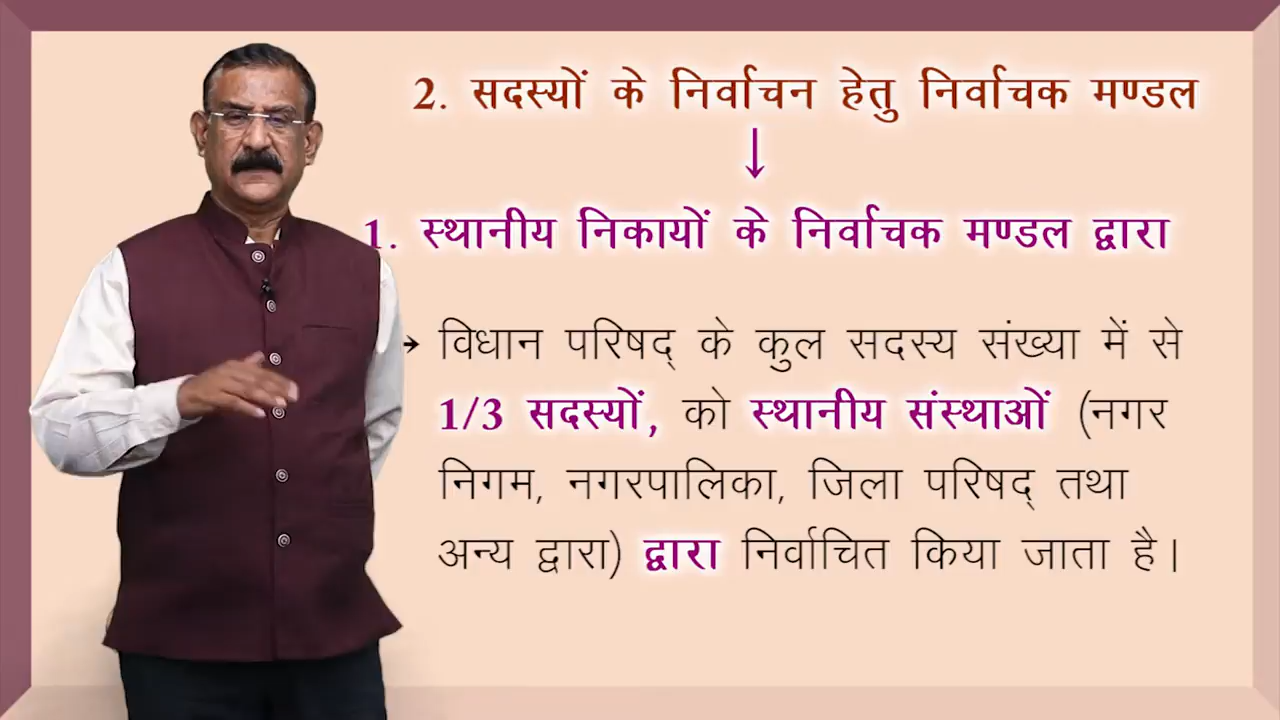 2. सदस्यों के निर्वाचन हेतु निर्वाचक मण्डल
↓
1. स्थानीय निकायों के निर्वाचक मण्डल द्वारा
→ विधान परिषद् के कुल सदस्य संख्या में से
1/3 सदस्यों, को स्थानीय संस्थाओं (नगर
निगम, नगरपालिका, जिला परिषद् तथा
अन्य द्वारा) द्वारा निर्वाचित किया जाता है।